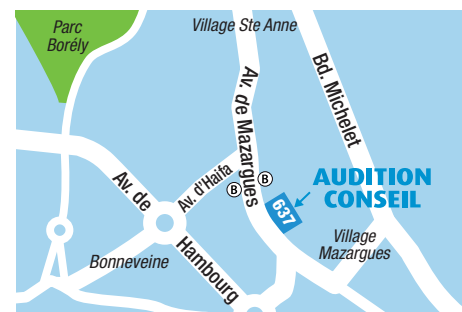 Parc
Borély
Village Ste Anne
Av. de Mazargues
Bd. Michelet
Av. d'Haifa
B
B
Av. de
Hambourg
637
AUDITION
CONSEIL
Village
Mazargues
Bonneveine